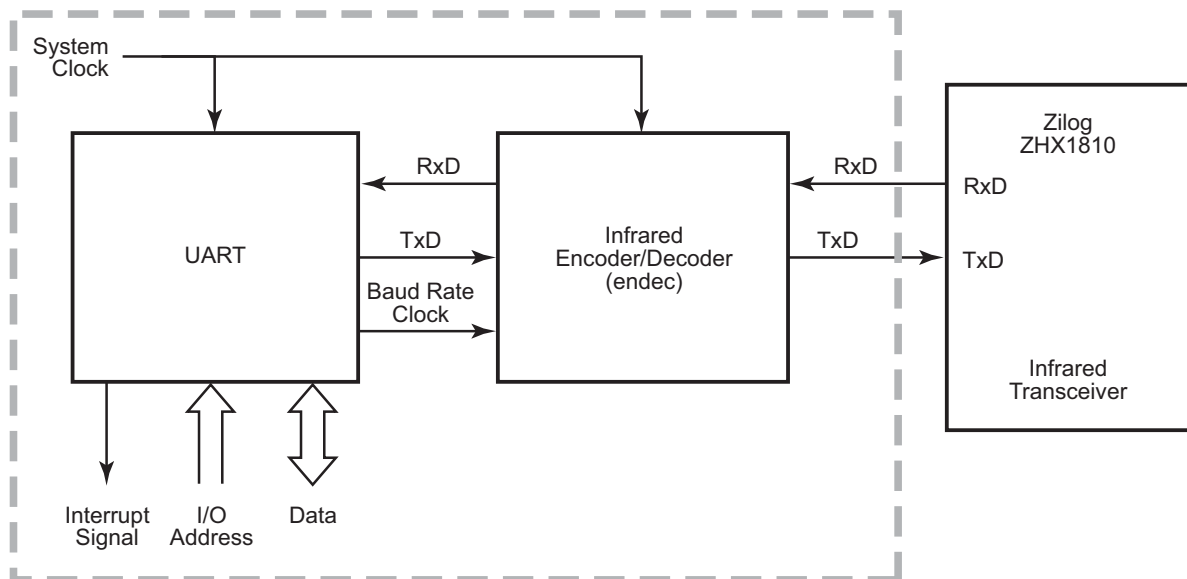 System
Clock
Zilog
ZHX1810
RxD
RxD
RxD
UART
TxD
Infrared
Encoder/Decoder
(endec)
TxD
TxD
Baud Rate
Clock
Infrared
Transceiver
Interrupt
Signal
I/O
Address
Data